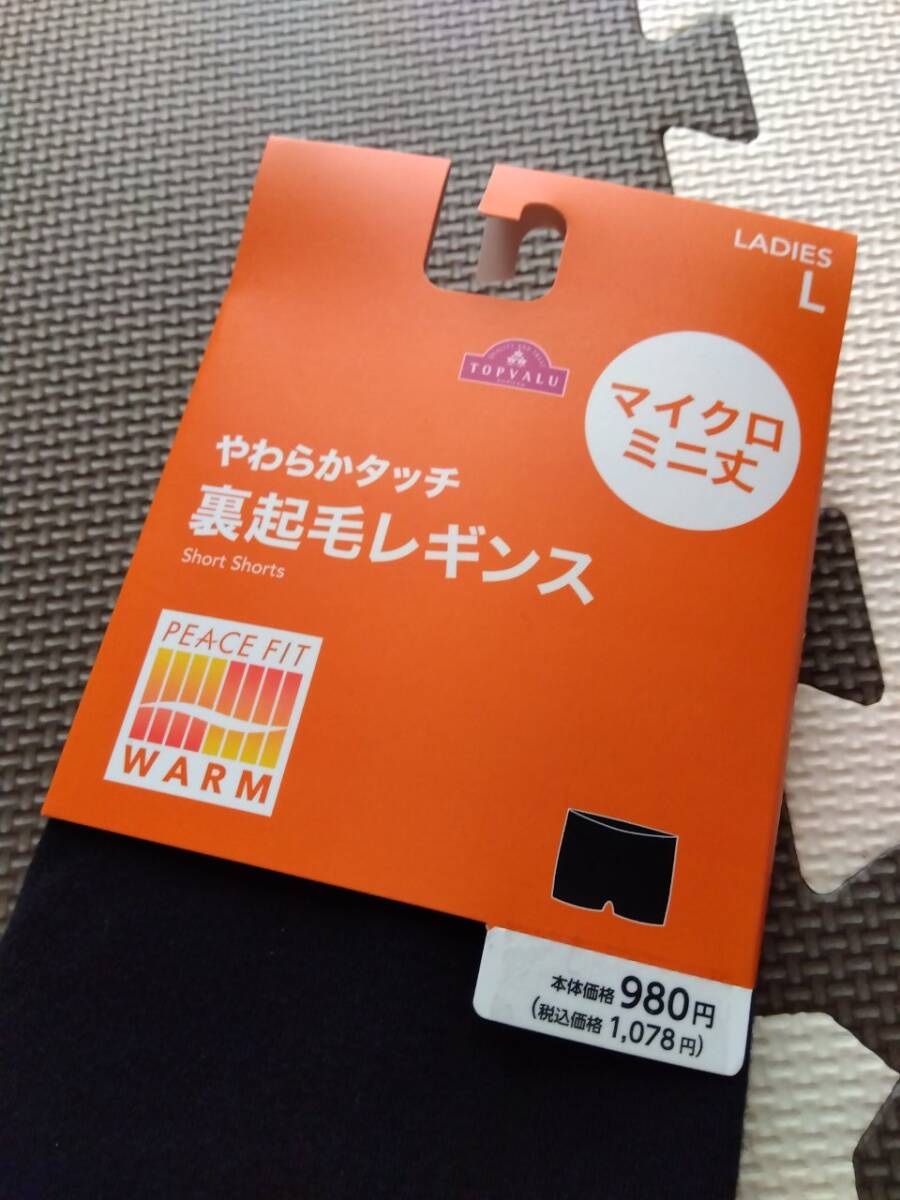 LADIES
L
TOPVALU
マイクロ
ミニ丈
やわらかタッチ
裏起毛レギンス
Short Shorts
PEACE FIT
WARM
本体価格 980円
(税込価格 1,078円)